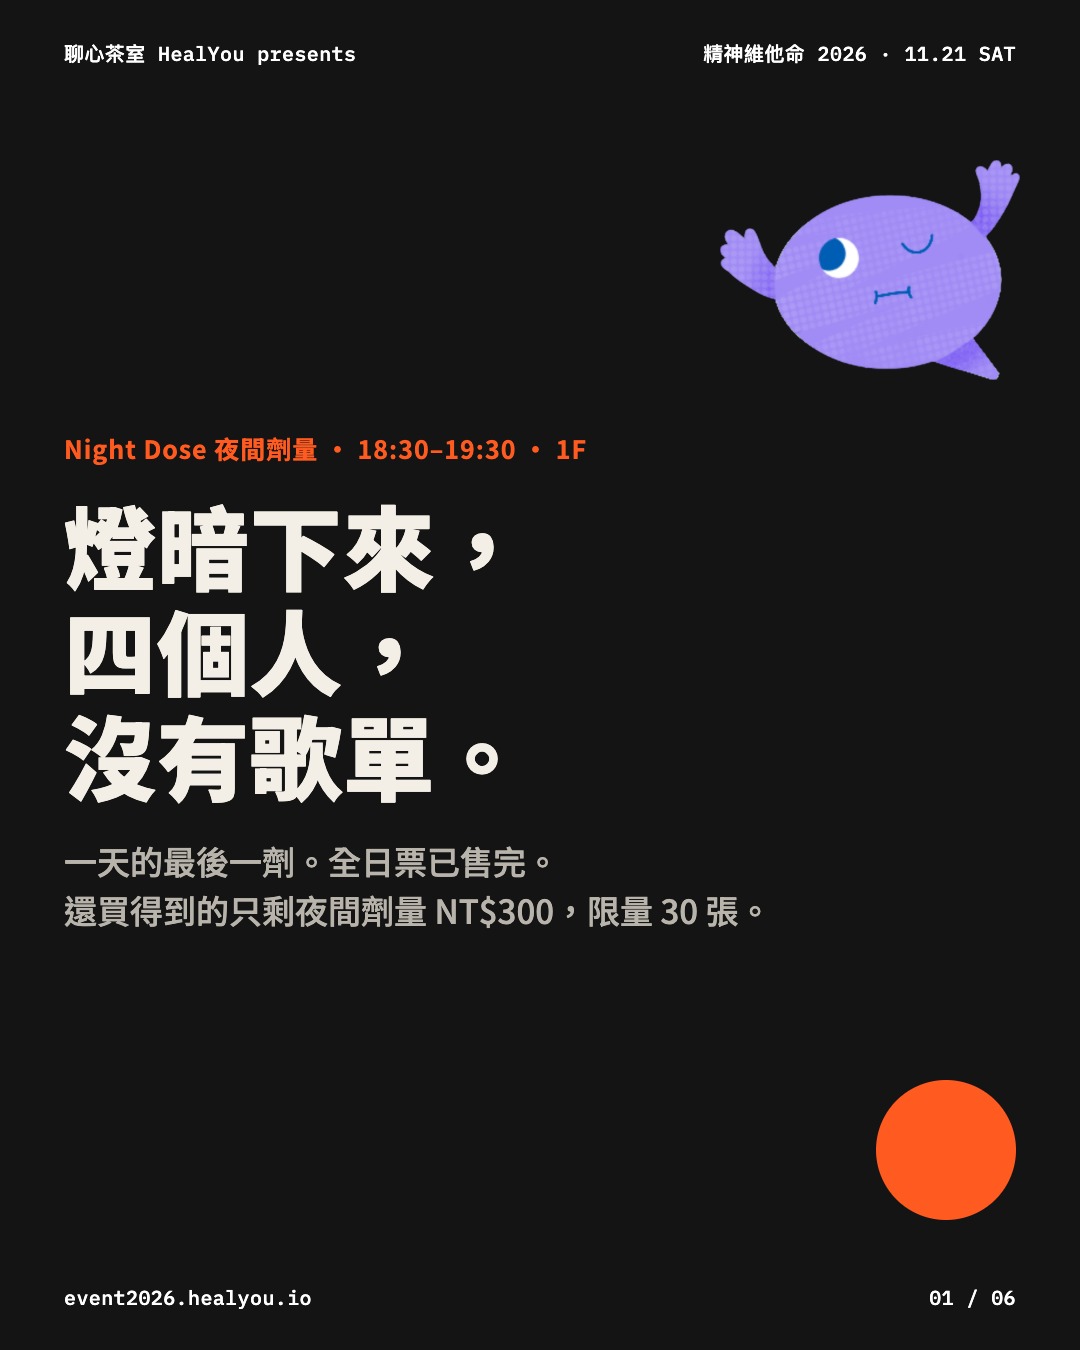 聊心茶室 HealYou presents
精神維他命 2026 · 11.21 SAT
Night Dose 夜間劑量 · 18:30–19:30 · 1F
燈暗下來，
四個人，
沒有歌單。
一天的最後一劑。全日票已售完。
還買得到的只剩夜間劑量 NT$300，限量 30 張。
event2026.healyou.io
01 / 06